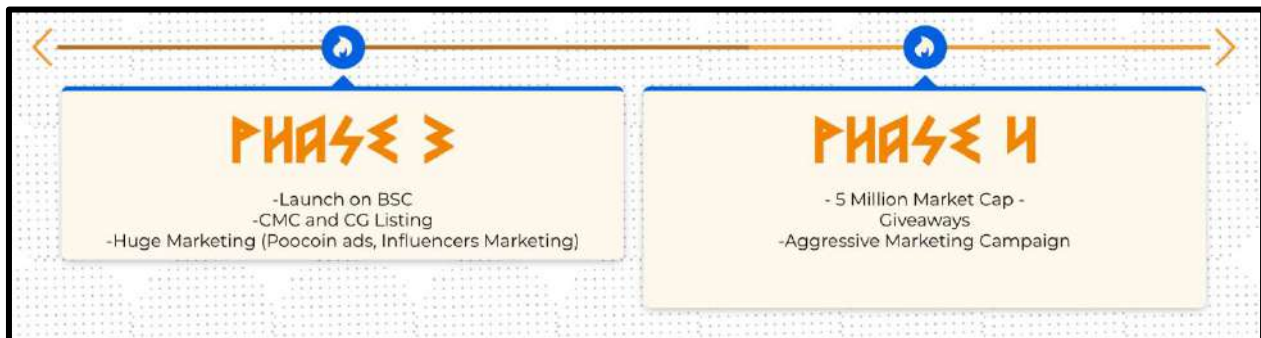 PHASE 3
-Launch on BSC
-CMC and CG Listing
-Huge Marketing (Poocoin ads, Influencers Marketing)
PHASE 4
- 5 Million Market Cap -
Giveaways
-Aggressive Marketing Campaign